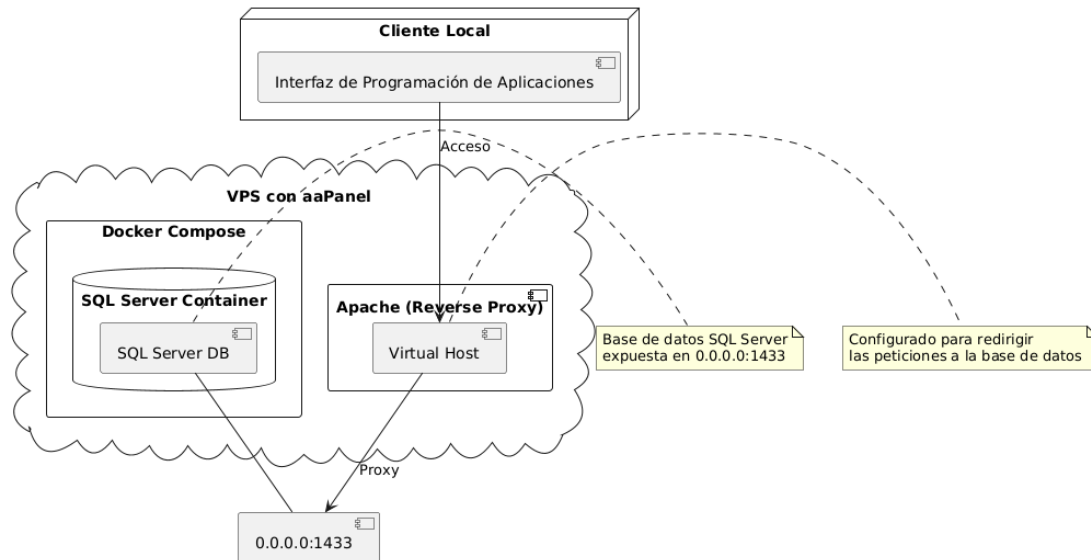 Cliente Local
Interfaz de Programación de Aplicaciones
Acceso
VPS con aaPanel
Docker Compose
SQL Server Container
SQL Server DB
Apache (Reverse Proxy)
Virtual Host
Base de datos SQL Server
expuesta en 0.0.0.0:1433
Configurado para redirigir
las peticiones a la base de datos
Proxy
0.0.0.0:1433